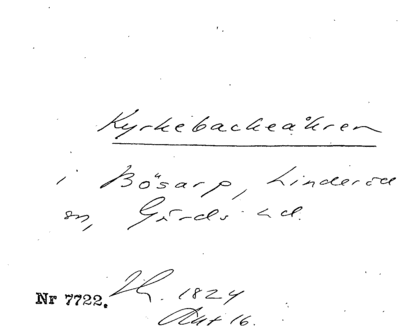 Kyrkebackeåkren
i Bösarp, Linderöd
sn, Gärds hd.
Nr 7722. 1824
Akt 16.